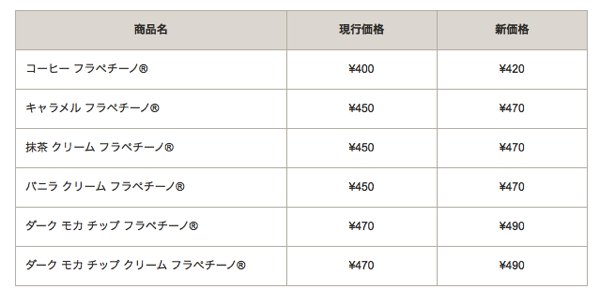 商品名 現行価格 新価格
コーヒー フラペチーノ® ¥400 ¥420
キャラメル フラペチーノ® ¥450 ¥470
抹茶 クリーム フラペチーノ® ¥450 ¥470
バニラ クリーム フラペチーノ® ¥450 ¥470
ダーク モカ チップ フラペチーノ® ¥470 ¥490
ダーク モカ チップ クリーム フラペチーノ® ¥470 ¥490